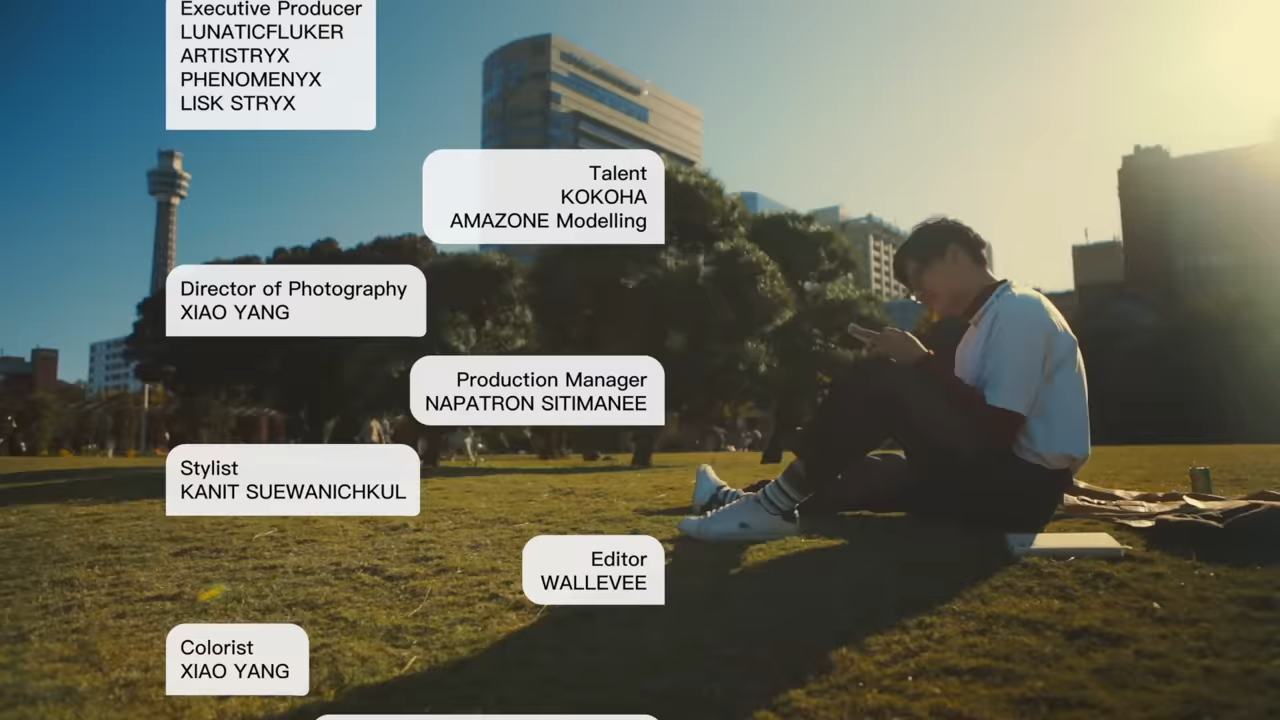 Executive Producer
LUNATICFLUKER
ARTISTRYX
PHENOMENYX
LISK STRYX
Talent
KOKOHA
AMAZONE Modelling
Director of Photography
XIAO YANG
Production Manager
NAPATRON SITIMANEE
Stylist
KANIT SUEWANICHKUL
Editor
WALLEVEE
Colorist
XIAO YANG